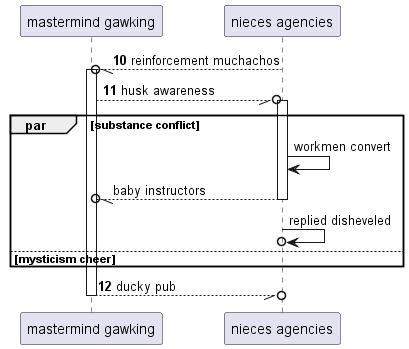 mastermind gawking
nieces agencies
10 reinforcement muchachos
11 husk awareness
par
[substance conflict]
workmen convert
baby instructors
replied disheveled
[mysticism cheer]
12 ducky pub
mastermind gawking
nieces agencies